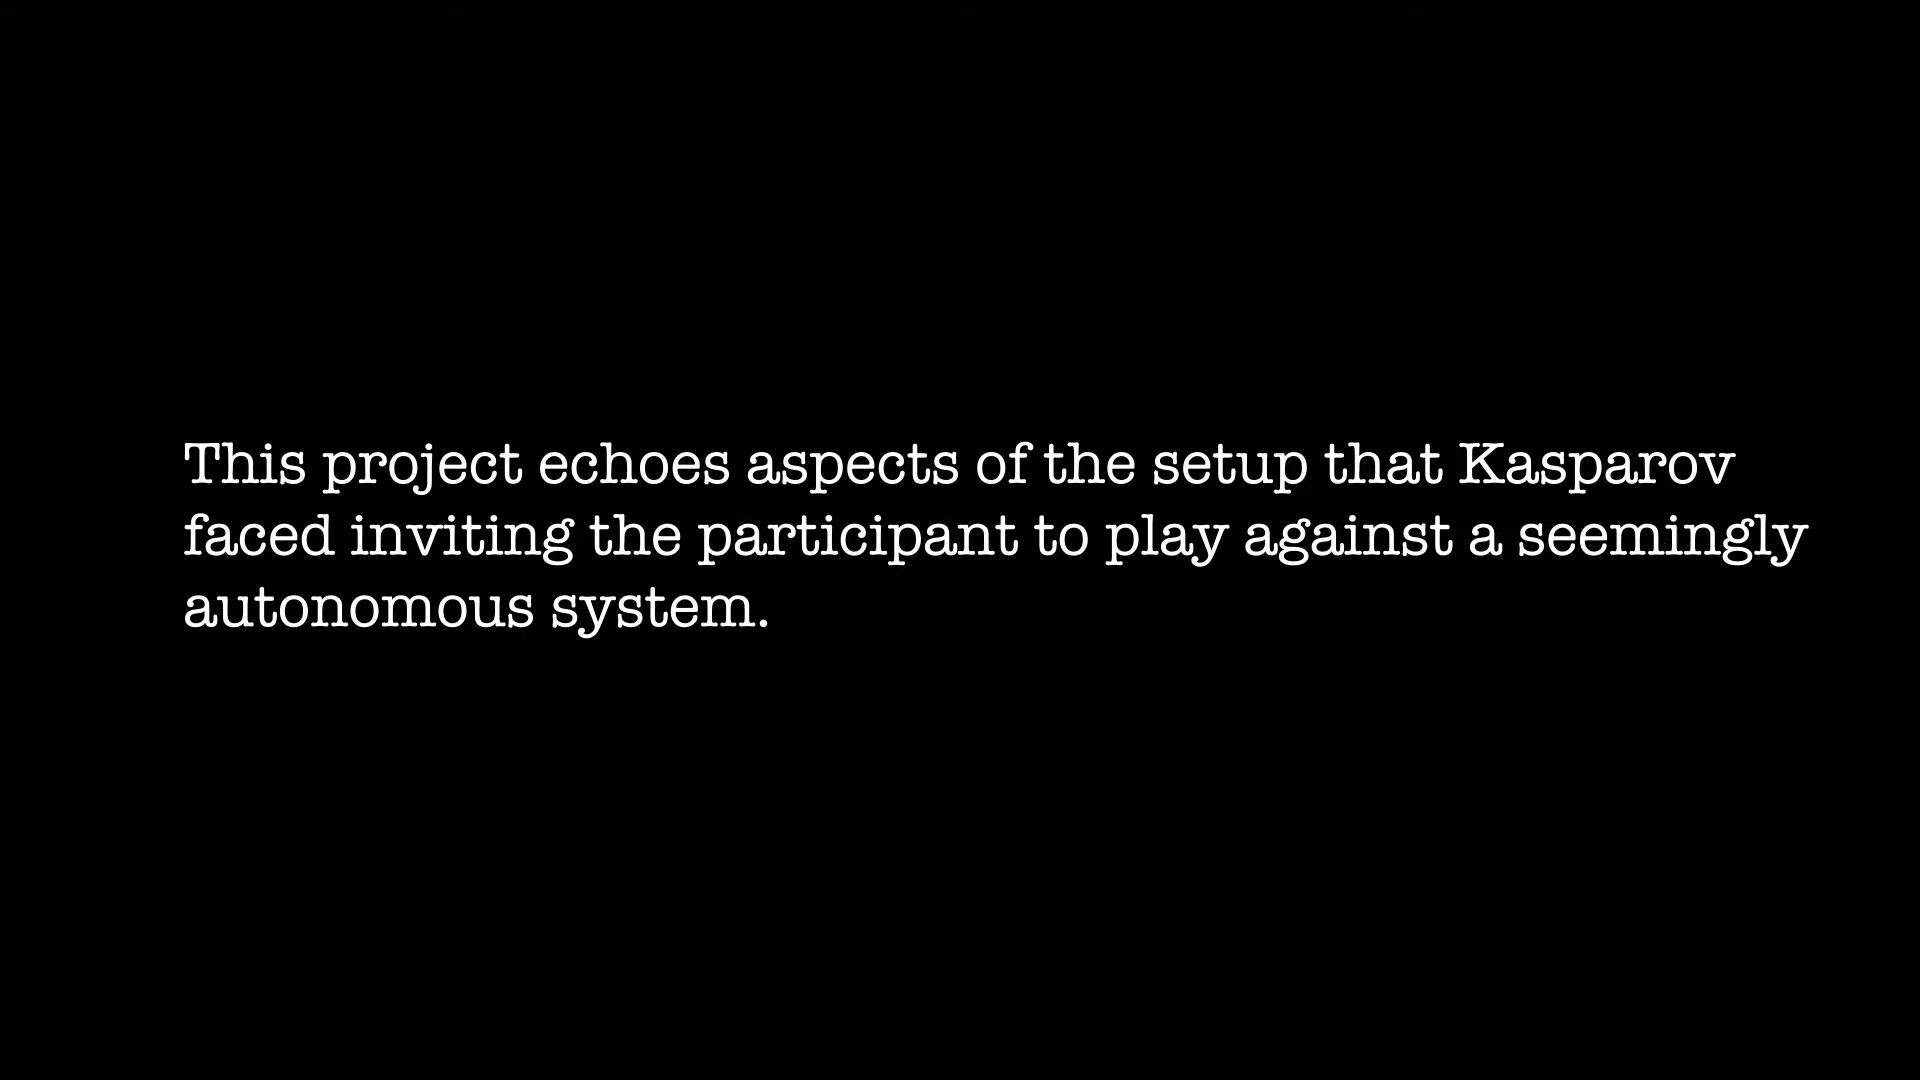 This project echoes aspects of the setup that Kasparov
faced inviting the participant to play against a seemingly
autonomous system.